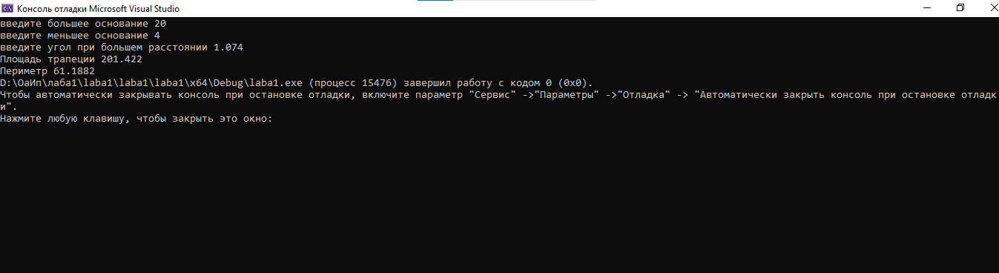 Консоль отладки Microsoft Visual Studio
введите большее основание 20
введите меньшее основание 4
введите угол при большем расстоянии 1.074
Площадь трапеции 201.422
Периметр 61.1882
D:\ОаИп\лаба1\laba1\laba1\x64\Debug\laba1.exe (процесс 15476) завершил работу с кодом 0 (0x0).
Чтобы автоматически закрывать консоль при остановке отладки, включите параметр "Сервис" ->"Параметры" ->"Отладка" -> "Автоматически закрыть консоль при остановке отладк
и".
Нажмите любую клавишу, чтобы закрыть это окно: